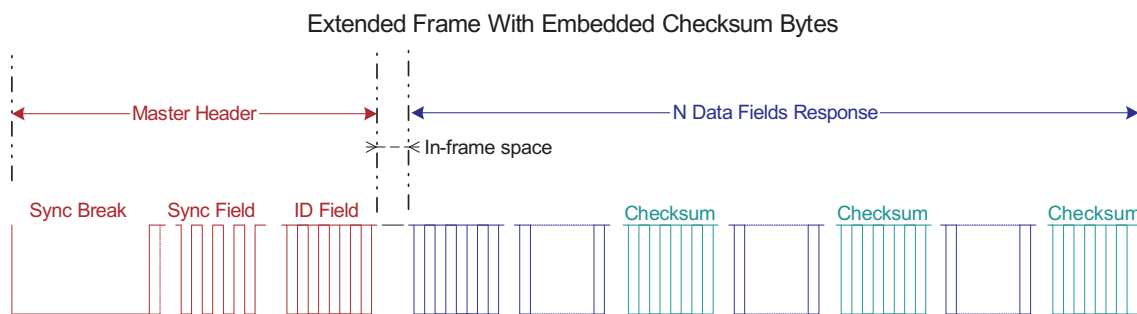 Extended Frame With Embedded Checksum Bytes
Master Header
N Data Fields Response
In-frame space
Sync Break Sync Field ID Field Checksum Checksum Checksum